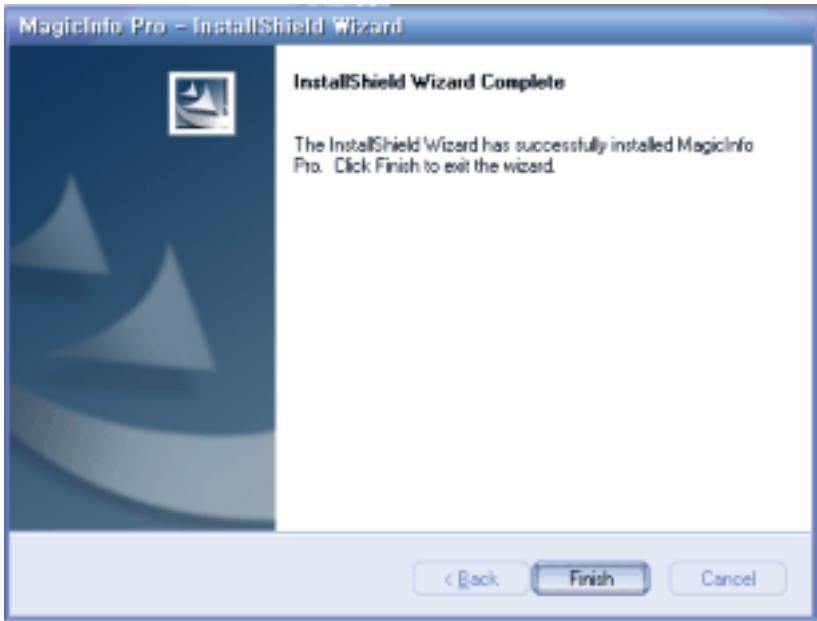 MagicInfo Pro - InstallShield Wizard
InstallShield Wizard Complete
The InstallShield Wizard has successfully installed MagicInfo
Pro. Click Finish to exit the wizard.
< Back
Finish
Cancel